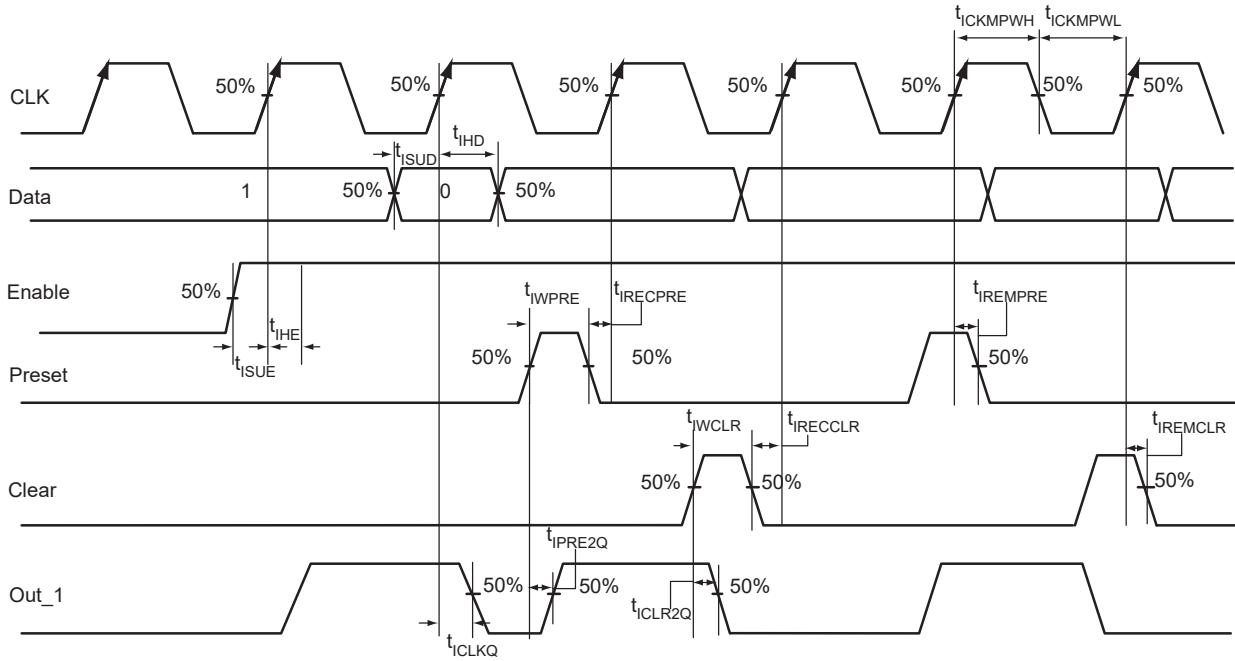 tICKMPWH tICKMPWL
CLK 50% 50% 50% 50% 50% 50% 50%
tISUD tIHD
Data 1 50% 0 50%
Enable 50% tIHE tISUE
tIWPRE tIRECPRE tIREMPRE
Preset 50% 50% 50%
tIWCLR tIRECCLR tIREMCLR
Clear 50% 50% 50%
tIPRE2Q
Out_1 50% 50% tICLR2Q 50%
tICLKQ